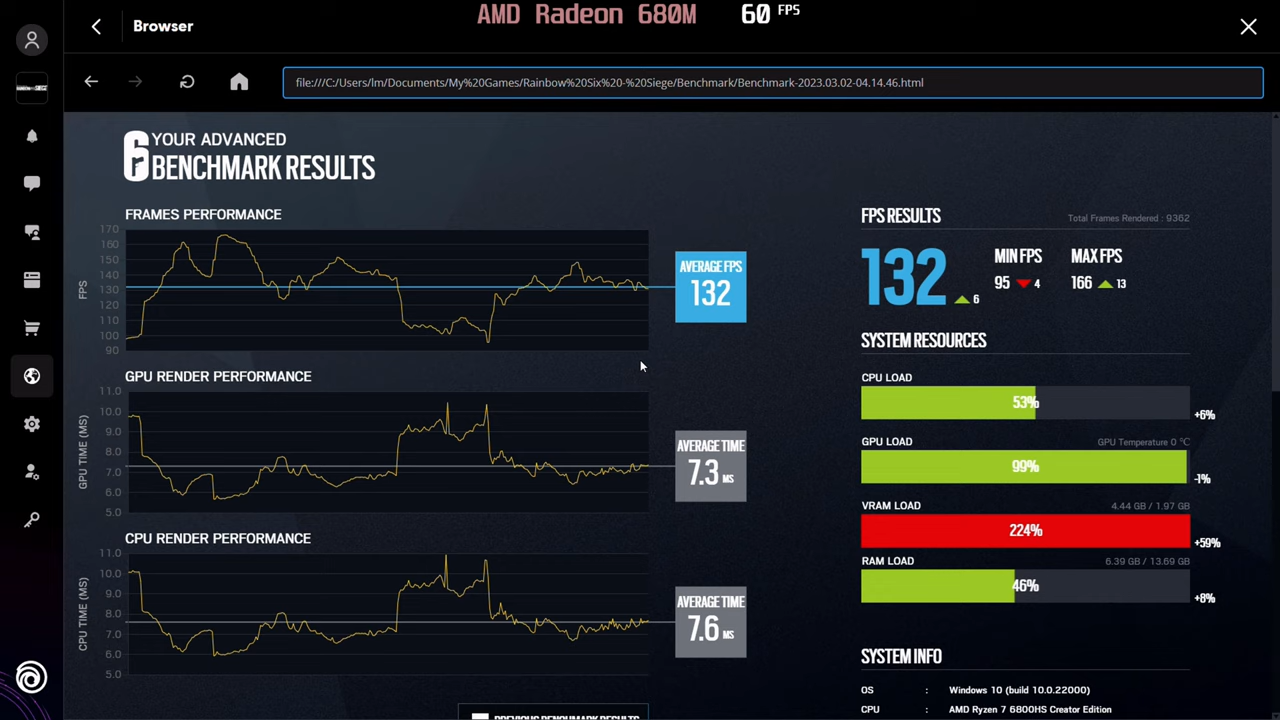 AMD Radeon 680M 60 FPS
Browser
file:///C:/Users/lm/Documents/My%20Games/Rainbow%20Six%20-%20Siege/Benchmark/Benchmark-2023.03.02-04.14.46.html
YOUR ADVANCED
BENCHMARK RESULTS
FRAMES PERFORMANCE
170
160
150
140
130
120
110
100
90
FPS
AVERAGE FPS
132
GPU RENDER PERFORMANCE
11.0
10.0
9.0
8.0
7.0
6.0
5.0
GPU TIME (MS)
AVERAGE TIME
7.3 MS
CPU RENDER PERFORMANCE
11.0
10.0
9.0
8.0
7.0
6.0
5.0
CPU TIME (MS)
AVERAGE TIME
7.6 MS
PREVIOUS BENCHMARK RESULTS
FPS RESULTS
Total Frames Rendered : 9362
132 6
MIN FPS
95 4
MAX FPS
166 13
SYSTEM RESOURCES
CPU LOAD
53%
+6%
GPU LOAD
GPU Temperature 0 °C
99%
-1%
VRAM LOAD
4.44 GB / 1.97 GB
224%
+59%
RAM LOAD
6.39 GB / 13.69 GB
46%
+8%
SYSTEM INFO
OS : Windows 10 (build 10.0.22000)
CPU : AMD Ryzen 7 6800HS Creator Edition